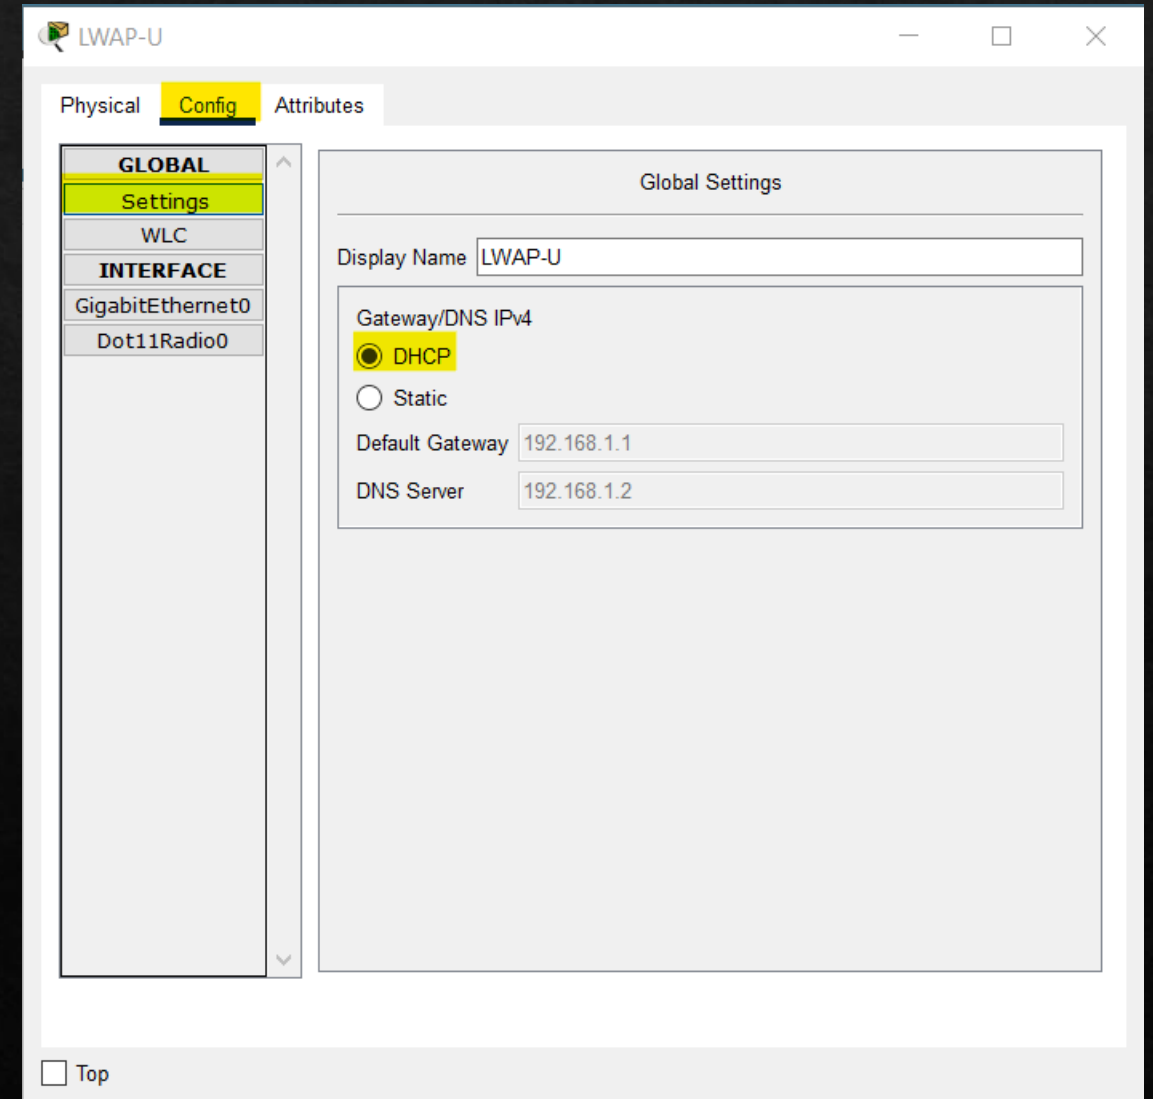 LWAP-U
Physical Config Attributes
GLOBAL
Settings
WLC
INTERFACE
GigabitEthernet0
Dot11Radio0
Global Settings
Display Name LWAP-U
Gateway/DNS IPv4
DHCP
Static
Default Gateway 192.168.1.1
DNS Server 192.168.1.2
Top